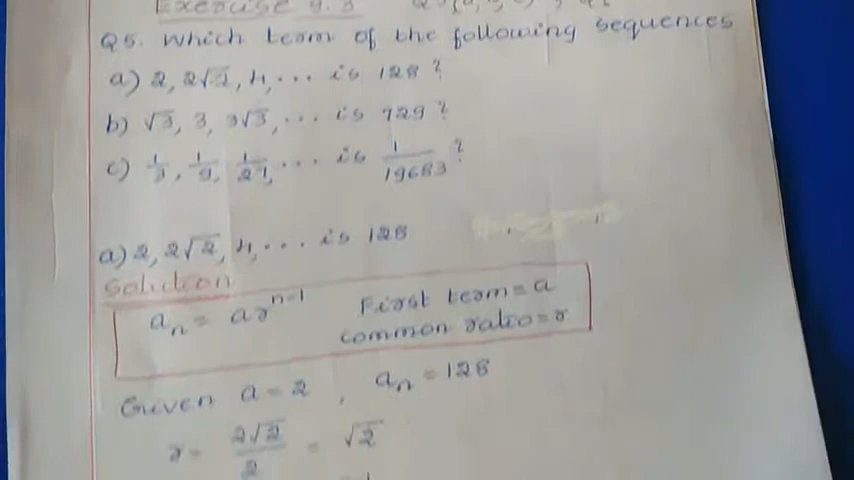 Exercise 9.3
Q5. Which term of the following sequences
a) 2, 2√2, 4, ... is 128?
b) √3, 3, 3√3, ... is 729?
c) 1/3, 1/9, 1/27, ... is 1/19683?
a) 2, 2√2, 4, ... is 128
Solution
aₙ = arⁿ⁻¹ First term = a
common ratio = r
Given a = 2, aₙ = 128
r = 2√2/2 = √2